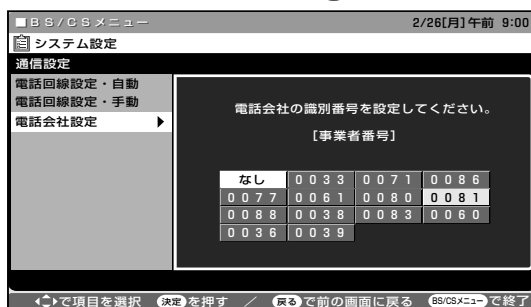 ■BS/CSメニュー 2/26[月]午前 9:00
システム設定
通信設定
電話回線設定・自動
電話回線設定・手動
電話会社設定 ▶
電話会社の識別番号を設定してください。
[事業者番号]
なし 0033 0071 0086
0077 0061 0080 0081
0088 0038 0083 0060
0036 0039
で項目を選択 決定を押す / 戻るで前の画面に戻る BS/CSメニューで終了